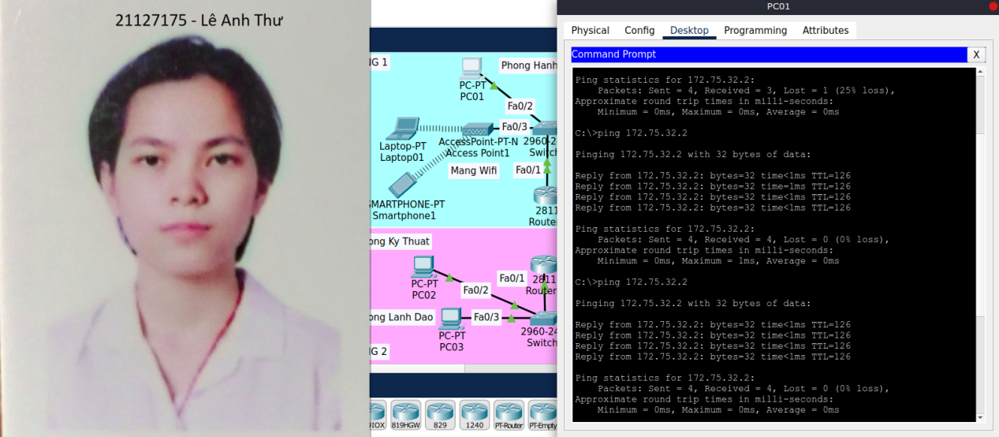 21127175 - Lê Anh Thư
NG 1
PC-PT
PC01
Phong Hanh
Fa0/2
Fa0/3
Laptop-PT
Laptop01
AccessPoint-PT-N
Access Point1
2960-2
Switch
Mang Wifi
Fa0/1
SMARTPHONE-PT
Smartphone1
2811
Router
ong Ky Thuat
PC-PT
PC02
Fa0/1
2811
Router
Fa0/2
ong Lanh Dao
Fa0/3
PC-PT
PC03
2960-24
Switch
NG 2
9IOX
819HGW
829
1240
PT-Router
PT-Empty
PC01
Physical
Config
Desktop
Programming
Attributes
Command Prompt
X
Ping statistics for 172.75.32.2:
Packets: Sent = 4, Received = 3, Lost = 1 (25% loss),
Approximate round trip times in milli-seconds:
Minimum = 0ms, Maximum = 0ms, Average = 0ms
C:\>ping 172.75.32.2
Pinging 172.75.32.2 with 32 bytes of data:
Reply from 172.75.32.2: bytes=32 time<1ms TTL=126
Reply from 172.75.32.2: bytes=32 time=1ms TTL=126
Reply from 172.75.32.2: bytes=32 time<1ms TTL=126
Reply from 172.75.32.2: bytes=32 time<1ms TTL=126
Ping statistics for 172.75.32.2:
Packets: Sent = 4, Received = 4, Lost = 0 (0% loss),
Approximate round trip times in milli-seconds:
Minimum = 0ms, Maximum = 1ms, Average = 0ms
C:\>ping 172.75.32.2
Pinging 172.75.32.2 with 32 bytes of data:
Reply from 172.75.32.2: bytes=32 time<1ms TTL=126
Reply from 172.75.32.2: bytes=32 time<1ms TTL=126
Reply from 172.75.32.2: bytes=32 time<1ms TTL=126
Reply from 172.75.32.2: bytes=32 time<1ms TTL=126
Ping statistics for 172.75.32.2:
Packets: Sent = 4, Received = 4, Lost = 0 (0% loss),
Approximate round trip times in milli-seconds:
Minimum = 0ms, Maximum = 0ms, Average = 0ms